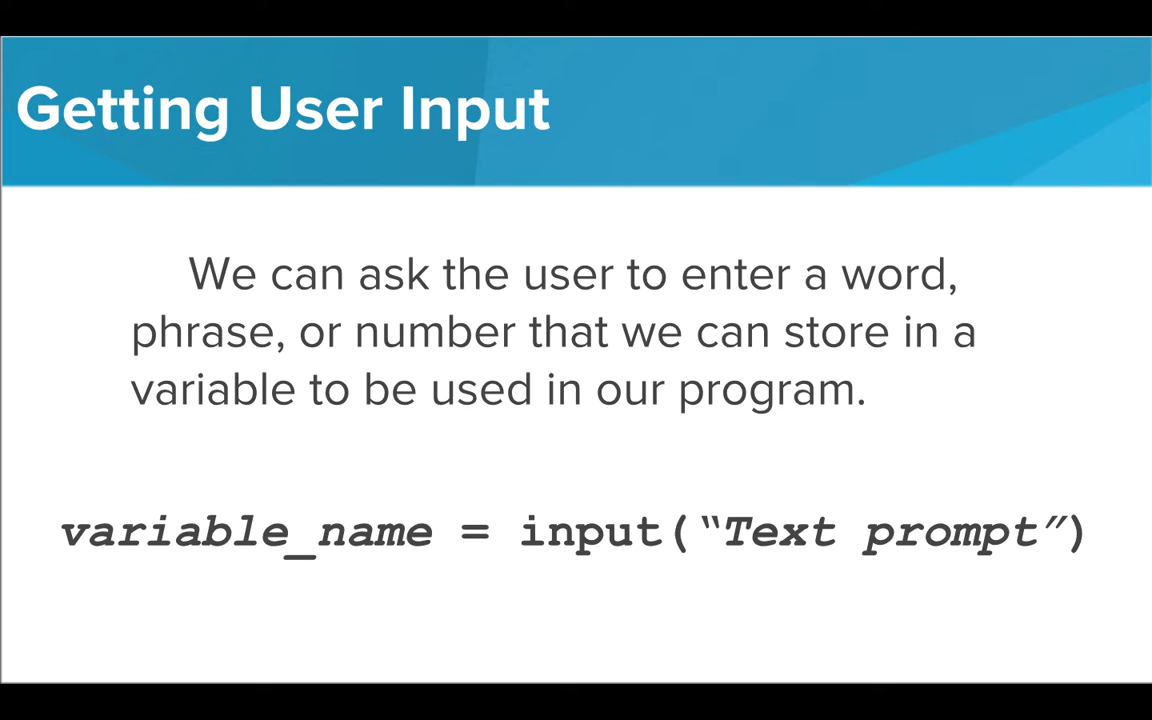 Getting User Input
We can ask the user to enter a word,
phrase, or number that we can store in a
variable to be used in our program.
variable_name = input(“Text prompt”)